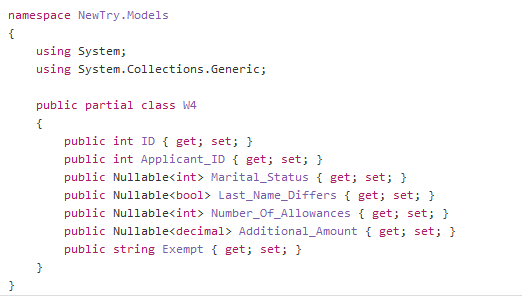 namespace NewTry.Models
{
    using System;
    using System.Collections.Generic;

    public partial class W4
    {
        public int ID { get; set; }
        public int Applicant_ID { get; set; }
        public Nullable<int> Marital_Status { get; set; }
        public Nullable<bool> Last_Name_Differs { get; set; }
        public Nullable<int> Number_Of_Allowances { get; set; }
        public Nullable<decimal> Additional_Amount { get; set; }
        public string Exempt { get; set; }
    }
}